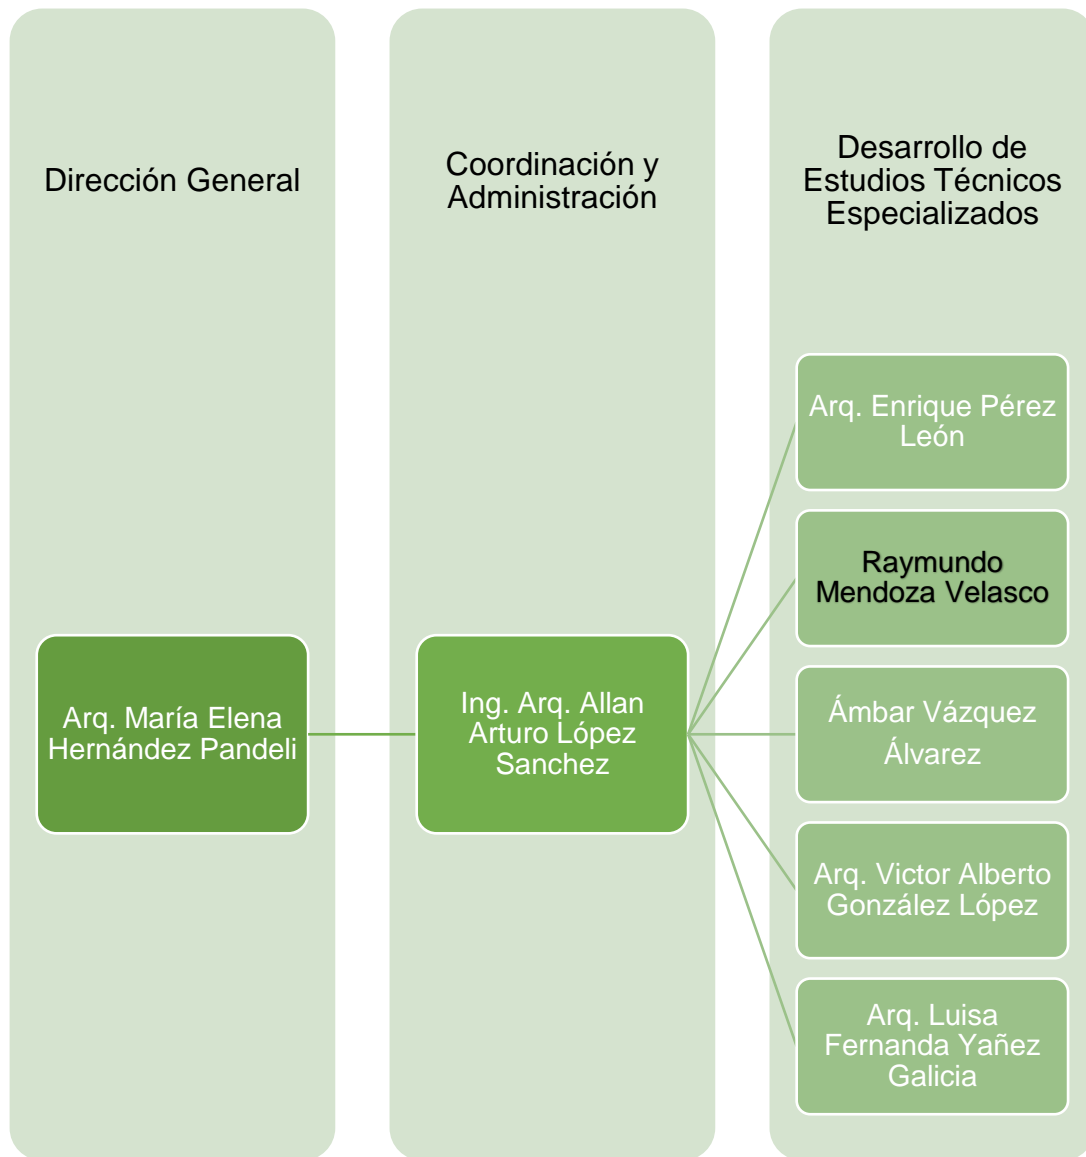 Dirección General
Coordinación y
Administración
Desarrollo de
Estudios Técnicos
Especializados
Arq. María Elena
Hernández Pandeli
Ing. Arq. Allan
Arturo López
Sanchez
Arq. Enrique Pérez
León
Raymundo
Mendoza Velasco
Ámbar Vázquez
Álvarez
Arq. Victor Alberto
González López
Arq. Luisa
Fernanda Yañez
Galicia